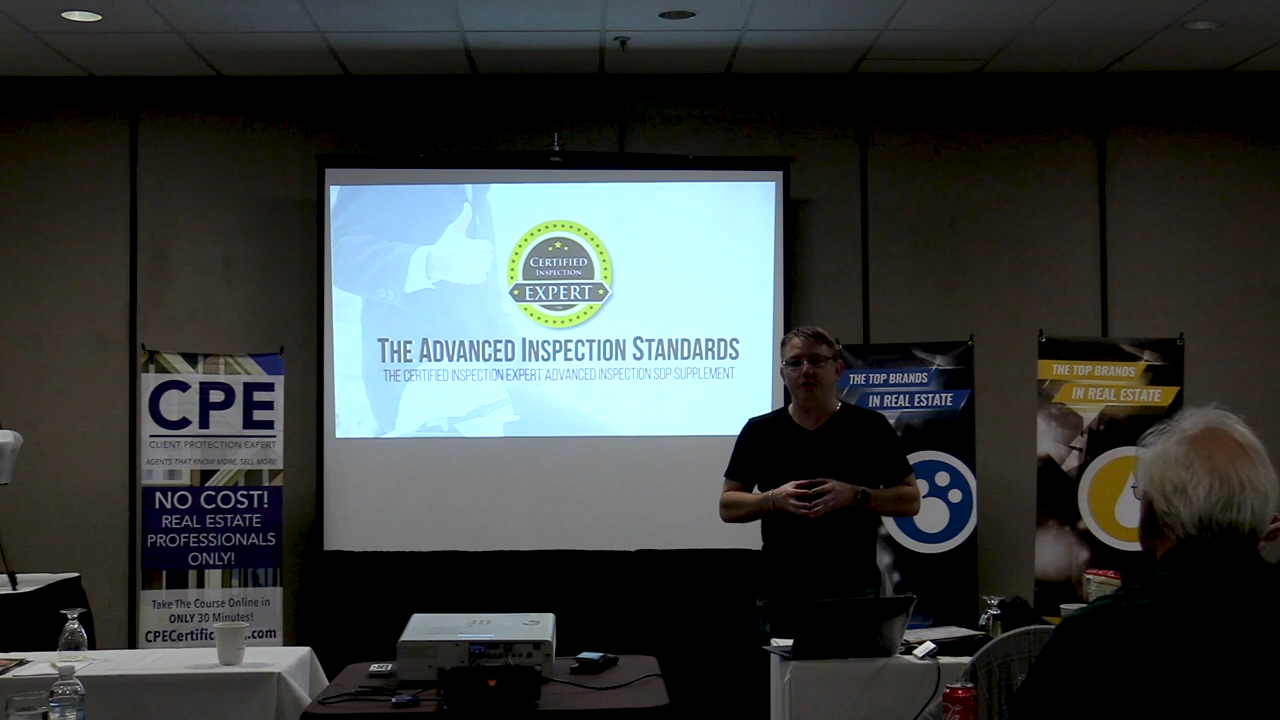 CERTIFIED
INSPECTION
EXPERT
THE ADVANCED INSPECTION STANDARDS
THE CERTIFIED INSPECTION EXPERT ADVANCED INSPECTION SOP SUPPLEMENT
CPE
CLIENT PROTECTION EXPERT
AGENTS THAT KNOW MORE, SELL MORE!
NO COST!
REAL ESTATE
PROFESSIONALS
ONLY!
Take The Course Online in
ONLY 30 Minutes!
.com
THE TOP BRANDS
IN REAL ESTATE
THE TOP BRANDS
IN REAL ESTATE